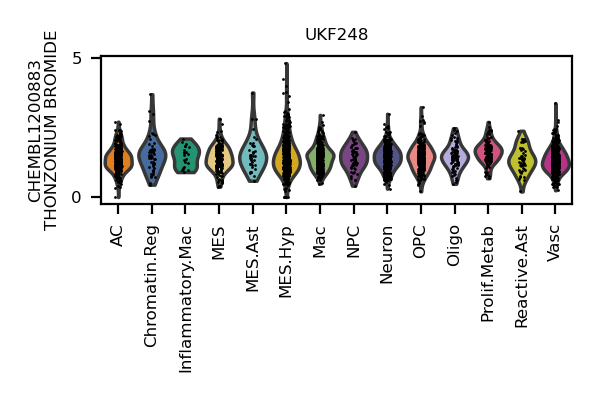 UKF248
CHEMBL1200883
THONZONIUM BROMIDE
5
0
AC
Chromatin.Reg
Inflammatory.Mac
MES
MES.Ast
MES.Hyp
Mac
NPC
Neuron
OPC
Oligo
Prolif.Metab
Reactive.Ast
Vasc